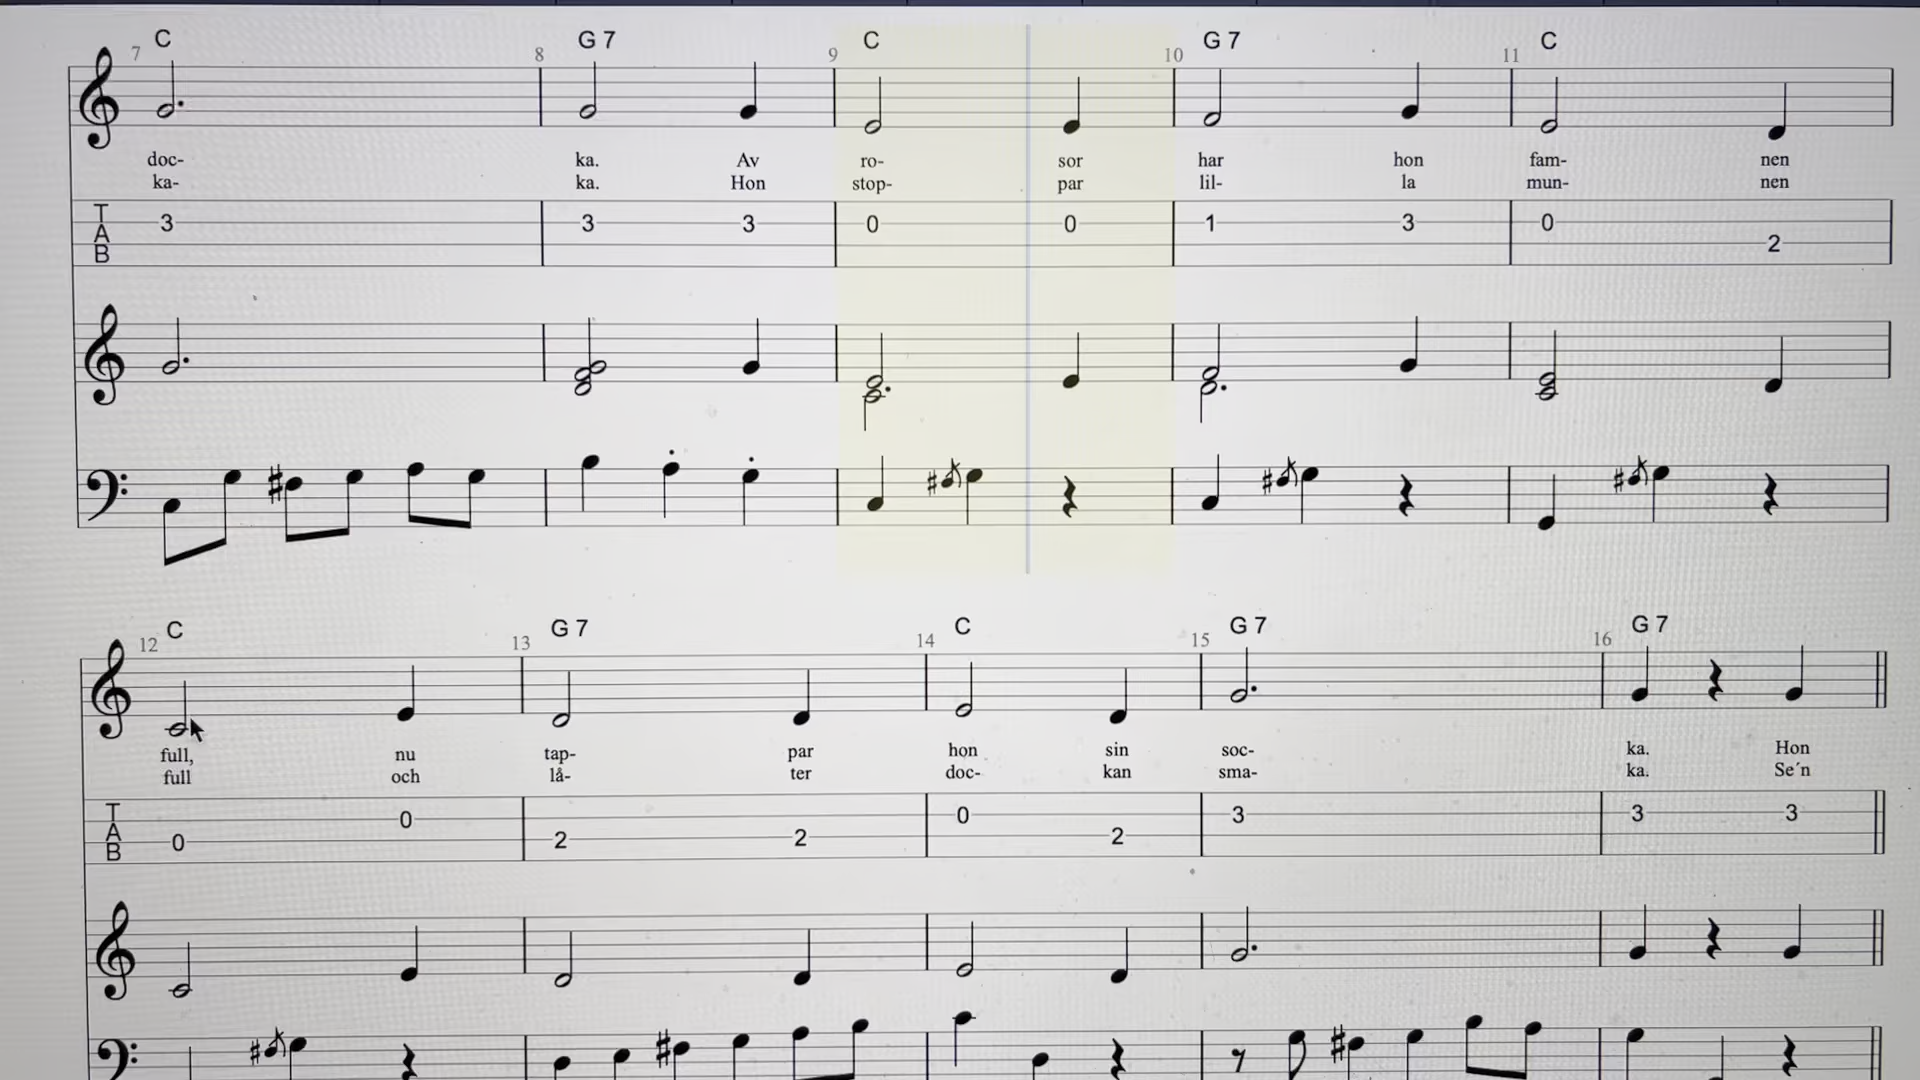 7 C 8 G 7 9 C 10 G 7 11 C
doc- ka. Av ro- sor har hon fam- nen
ka- ka. Hon stop- par lil- la mun- nen
T
A
B
3 3 3 0 0 1 3 0 2
12 C 13 G 7 14 C 15 G 7 16 G 7
full, nu tap- par hon sin soc- ka. Hon
full och lå- ter doc- kan sma- ka. Se´n
T
A
B
0 0 2 2 0 2 3 3 3